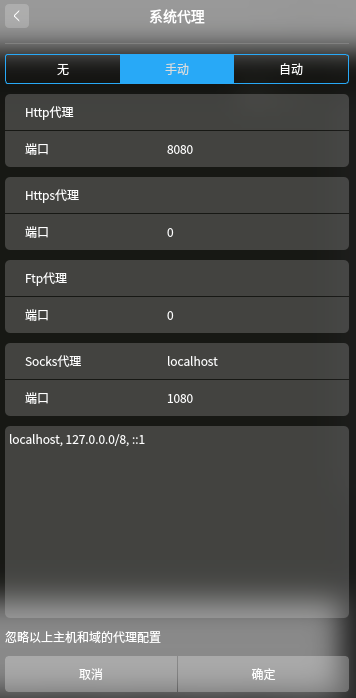 系统代理
无 手动 自动
Http代理
端口 8080
Https代理
端口 0
Ftp代理
端口 0
Socks代理 localhost
端口 1080
localhost, 127.0.0.0/8, ::1
忽略以上主机和域的代理配置
取消 确定